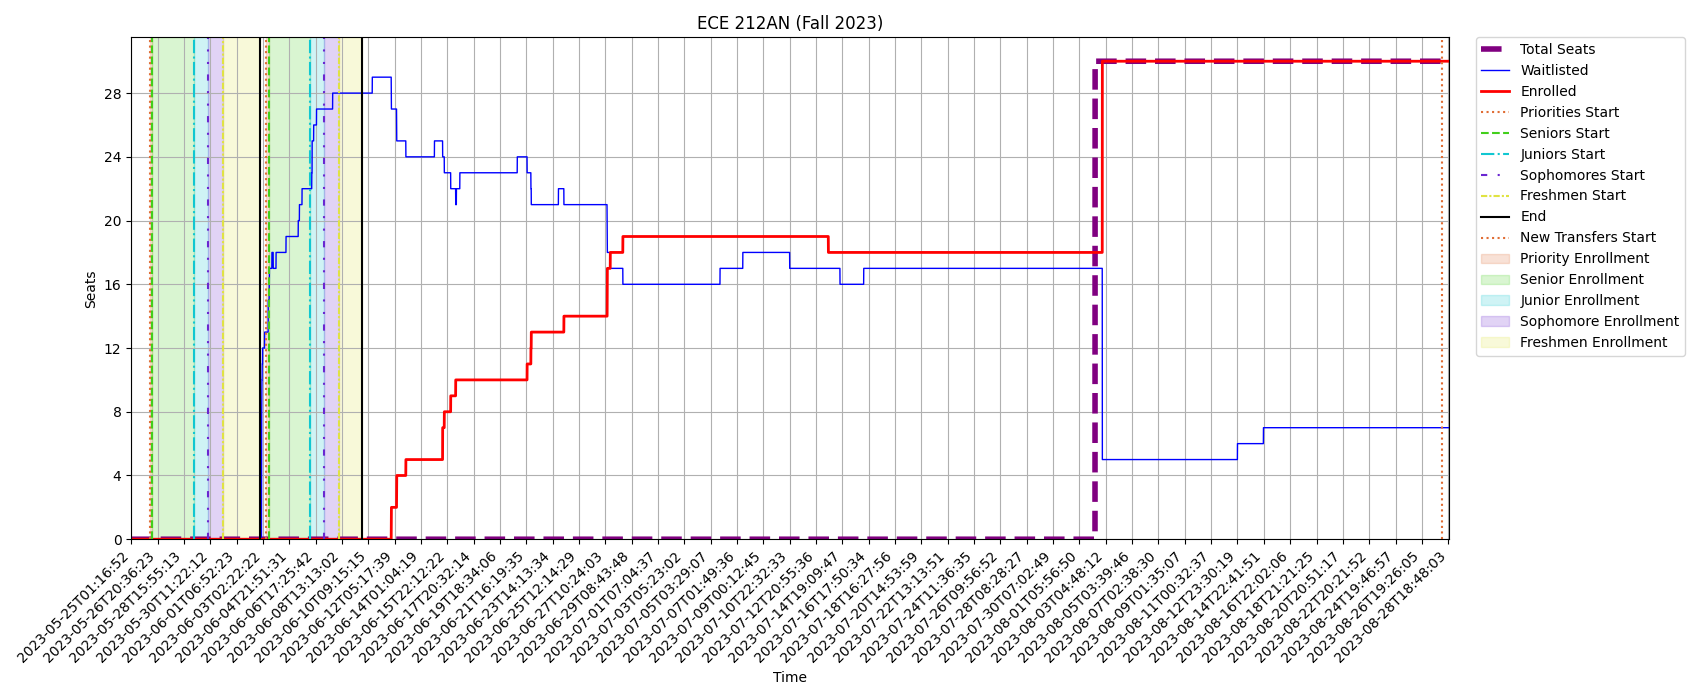 ECE 212AN (Fall 2023)
Seats
28
24
20
16
12
8
4
0
2023-05-25T01:16:52
2023-05-26T20:36:23
2023-05-28T15:55:13
2023-05-30T11:22:12
2023-06-01T06:52:23
2023-06-03T02:22:22
2023-06-04T21:51:31
2023-06-06T17:25:42
2023-06-08T13:13:02
2023-06-10T09:15:15
2023-06-12T05:17:39
2023-06-14T01:04:19
2023-06-15T22:12:22
2023-06-17T20:32:14
2023-06-19T18:34:06
2023-06-21T16:19:35
2023-06-23T14:13:34
2023-06-25T12:14:29
2023-06-27T10:24:03
2023-06-29T08:43:48
2023-07-01T07:04:37
2023-07-03T05:23:02
2023-07-05T03:29:07
2023-07-07T01:49:36
2023-07-09T00:12:45
2023-07-10T22:32:33
2023-07-12T20:55:36
2023-07-14T19:09:47
2023-07-16T17:50:34
2023-07-18T16:27:56
2023-07-20T14:53:59
2023-07-22T13:13:51
2023-07-24T11:36:35
2023-07-26T09:56:52
2023-07-28T08:28:27
2023-07-30T07:02:49
2023-08-01T05:56:50
2023-08-03T04:48:12
2023-08-05T03:39:46
2023-08-07T02:38:30
2023-08-09T01:35:07
2023-08-11T00:32:37
2023-08-12T23:30:19
2023-08-14T22:41:51
2023-08-16T22:02:06
2023-08-18T21:21:25
2023-08-20T20:51:17
2023-08-22T20:21:52
2023-08-24T19:46:57
2023-08-26T19:26:05
2023-08-28T18:48:03
Time
Total Seats
Waitlisted
Enrolled
Priorities Start
Seniors Start
Juniors Start
Sophomores Start
Freshmen Start
End
New Transfers Start
Priority Enrollment
Senior Enrollment
Junior Enrollment
Sophomore Enrollment
Freshmen Enrollment